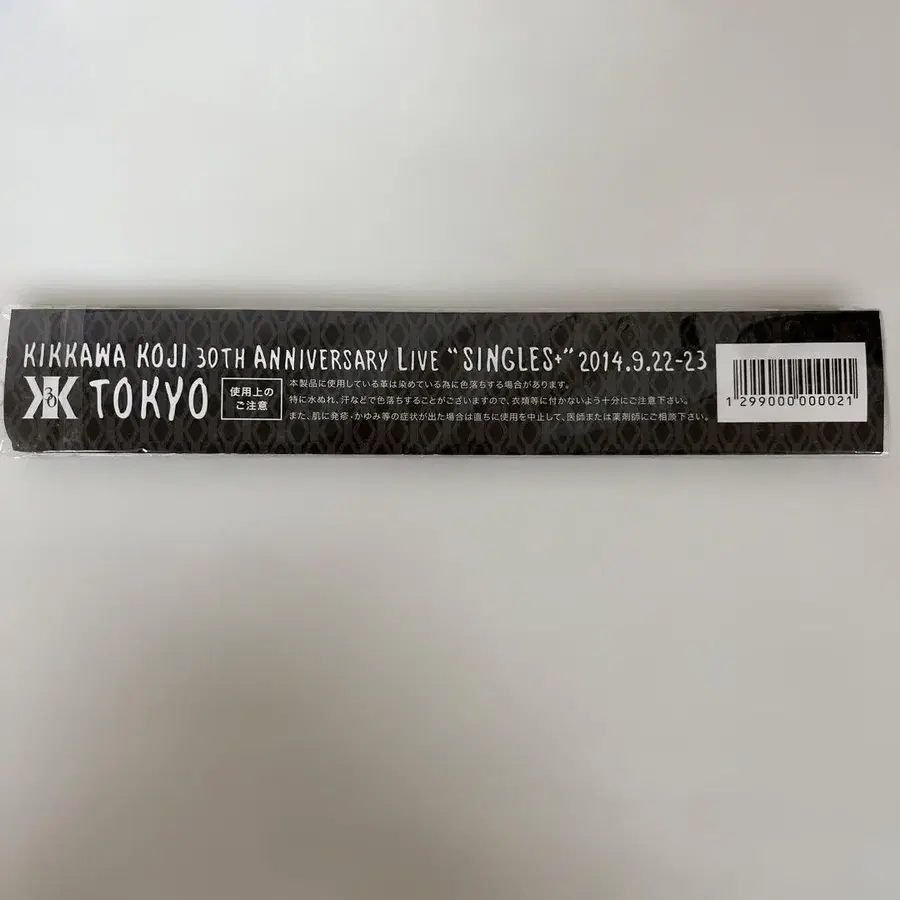 KIKKAWA KOJI 30TH ANNIVERSARY LIVE "SINGLES+" 2014.9.22-23
K30K TOKYO
使用上の
ご注意
本製品に使用している革は染めている為に色落ちする場合があります。
特に水ぬれ、汗などで色落ちすることがございますので、衣類等に付かないよう十分にご注意下さい。
また、肌に発疹・かゆみ等の症状が出た場合は直ちに使用を中止して、医師または薬剤師にご相談下さい。
1 299000 000021